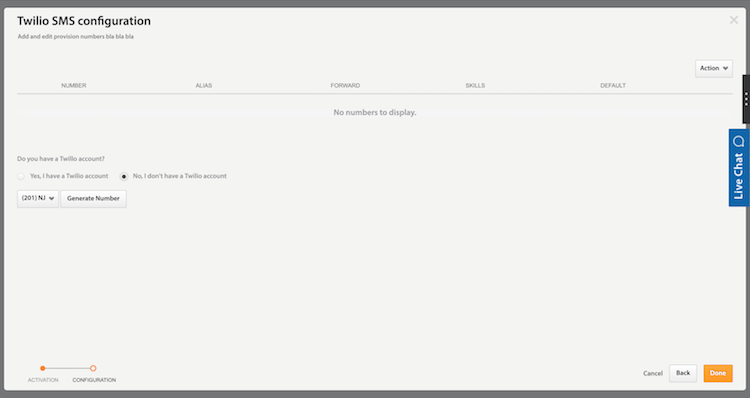 Twilio SMS configuration
Add and edit provision numbers bla bla bla
Action
NUMBER ALIAS FORWARD SKILLS DEFAULT
No numbers to display.
Live Chat
Do you have a Twillio account?
Yes, I have a Twilio account No, I don't have a Twilio account
(201) NJ Generate Number
Cancel Back Done
ACTIVATION CONFIGURATION